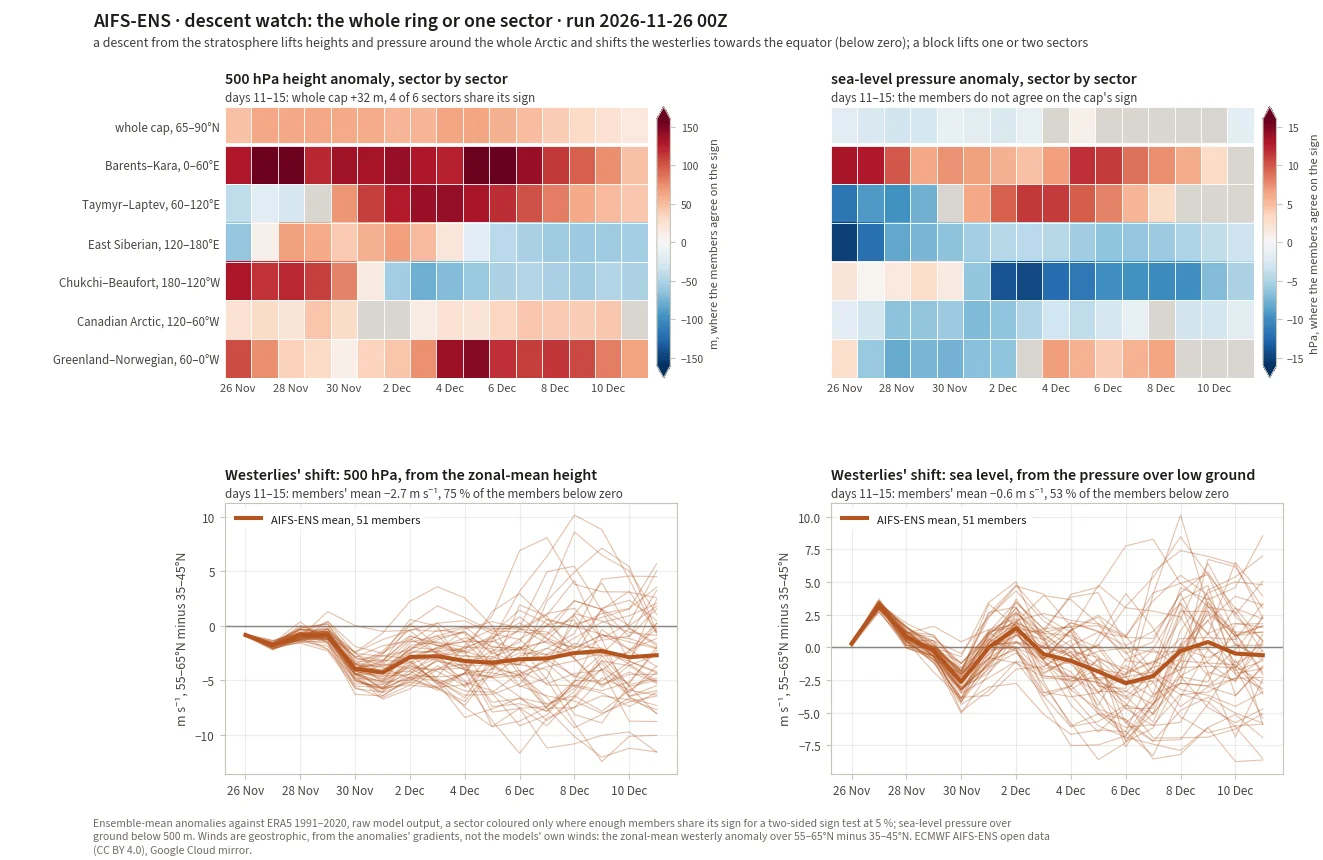 AIFS-ENS · descent watch: the whole ring or one sector · run 2026-11-26 00Z
a descent from the stratosphere lifts heights and pressure around the whole Arctic and shifts the westerlies towards the equator (below zero); a block lifts one or two sectors
500 hPa height anomaly, sector by sector
days 11–15: whole cap +32 m, 4 of 6 sectors share its sign
whole cap, 65–90°N
Barents–Kara, 0–60°E
Taymyr–Laptev, 60–120°E
East Siberian, 120–180°E
Chukchi–Beaufort, 180–120°W
Canadian Arctic, 120–60°W
Greenland–Norwegian, 60–0°W
26 Nov 28 Nov 30 Nov 2 Dec 4 Dec 6 Dec 8 Dec 10 Dec
150
100
50
0
−50
−100
−150
m, where the members agree on the sign
sea-level pressure anomaly, sector by sector
days 11–15: the members do not agree on the cap's sign
26 Nov 28 Nov 30 Nov 2 Dec 4 Dec 6 Dec 8 Dec 10 Dec
15
10
5
0
−5
−10
−15
hPa, where the members agree on the sign
Westerlies' shift: 500 hPa, from the zonal-mean height
days 11–15: members' mean −2.7 m s⁻¹, 75 % of the members below zero
AIFS-ENS mean, 51 members
m s⁻¹, 55–65°N minus 35–45°N
10
5
0
−5
−10
26 Nov 28 Nov 30 Nov 2 Dec 4 Dec 6 Dec 8 Dec 10 Dec
Westerlies' shift: sea level, from the pressure over low ground
days 11–15: members' mean −0.6 m s⁻¹, 53 % of the members below zero
AIFS-ENS mean, 51 members
m s⁻¹, 55–65°N minus 35–45°N
10.0
7.5
5.0
2.5
0.0
−2.5
−5.0
−7.5
26 Nov 28 Nov 30 Nov 2 Dec 4 Dec 6 Dec 8 Dec 10 Dec
Ensemble-mean anomalies against ERA5 1991–2020, raw model output, a sector coloured only where enough members share its sign for a two-sided sign test at 5 %; sea-level pressure over
ground below 500 m. Winds are geostrophic, from the anomalies' gradients, not the models' own winds: the zonal-mean westerly anomaly over 55–65°N minus 35–45°N. ECMWF AIFS-ENS open data
(CC BY 4.0), Google Cloud mirror.